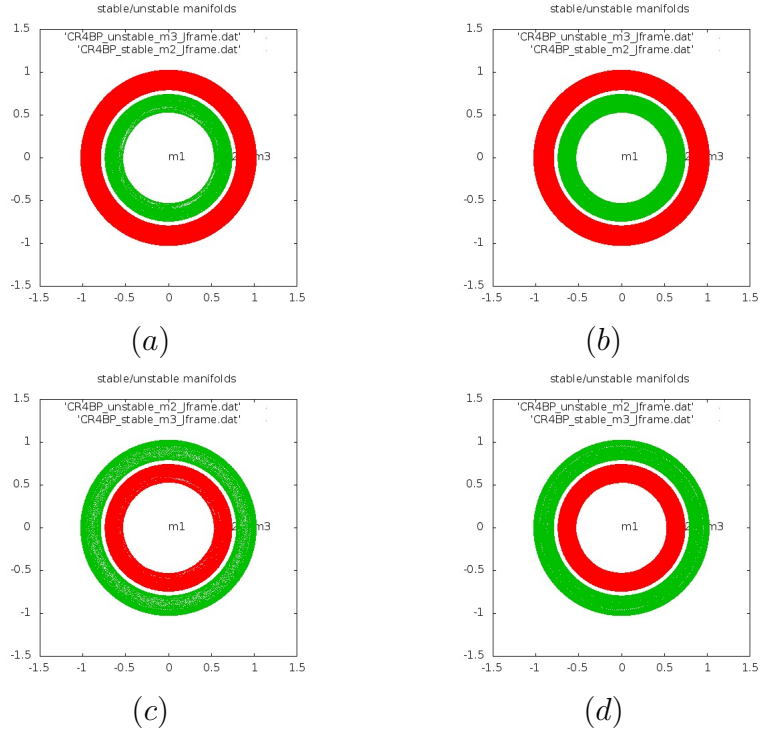 stable/unstable manifolds
1.5
'CR4BP_unstable_m3_Jframe.dat'
'CR4BP_stable_m2_Jframe.dat'
1
0.5
0 m1 2 m3
-0.5
-1
-1.5
-1.5 -1 -0.5 0 0.5 1 1.5
(a)
stable/unstable manifolds
1.5
'CR4BP_unstable_m3_Jframe.dat'
'CR4BP_stable_m2_Jframe.dat'
1
0.5
0 m1 2 m3
-0.5
-1
-1.5
-1.5 -1 -0.5 0 0.5 1 1.5
(b)
stable/unstable manifolds
1.5
'CR4BP_unstable_m2_Jframe.dat'
'CR4BP_stable_m3_Jframe.dat'
1
0.5
0 m1 2 m3
-0.5
-1
-1.5
-1.5 -1 -0.5 0 0.5 1 1.5
(c)
stable/unstable manifolds
1.5
'CR4BP_unstable_m2_Jframe.dat'
'CR4BP_stable_m3_Jframe.dat'
1
0.5
0 m1 2 m3
-0.5
-1
-1.5
-1.5 -1 -0.5 0 0.5 1 1.5
(d)